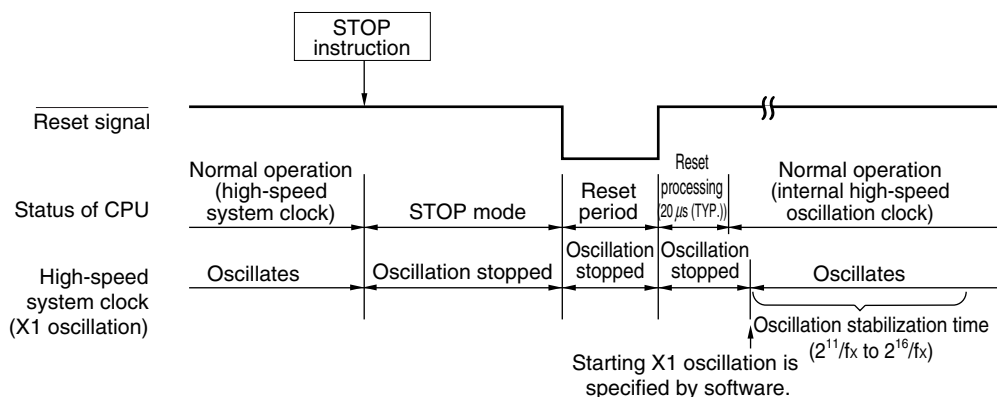 STOP
instruction
Reset signal
Status of CPU
Normal operation
(high-speed
system clock)
STOP mode
Reset
period
Reset
processing
(20 μs (TYP.))
Normal operation
(internal high-speed
oscillation clock)
High-speed
system clock
(X1 oscillation)
Oscillates
Oscillation stopped
Oscillation
stopped
Oscillation
stopped
Oscillates
Oscillation stabilization time
(2¹¹/fx to 2¹⁶/fx)
Starting X1 oscillation is
specified by software.